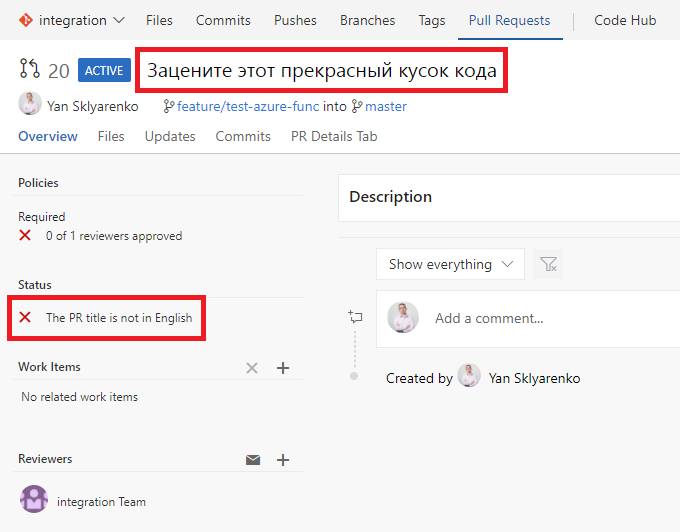 integration Files Commits Pushes Branches Tags Pull Requests Code Hub
20 ACTIVE Зацените этот прекрасный кусок кода
Yan Sklyarenko feature/test-azure-func into master
Overview Files Updates Commits PR Details Tab
Policies
Required
0 of 1 reviewers approved
Status
The PR title is not in English
Work Items
No related work items
Reviewers
integration Team
Description
Show everything
Add a comment...
Created by Yan Sklyarenko